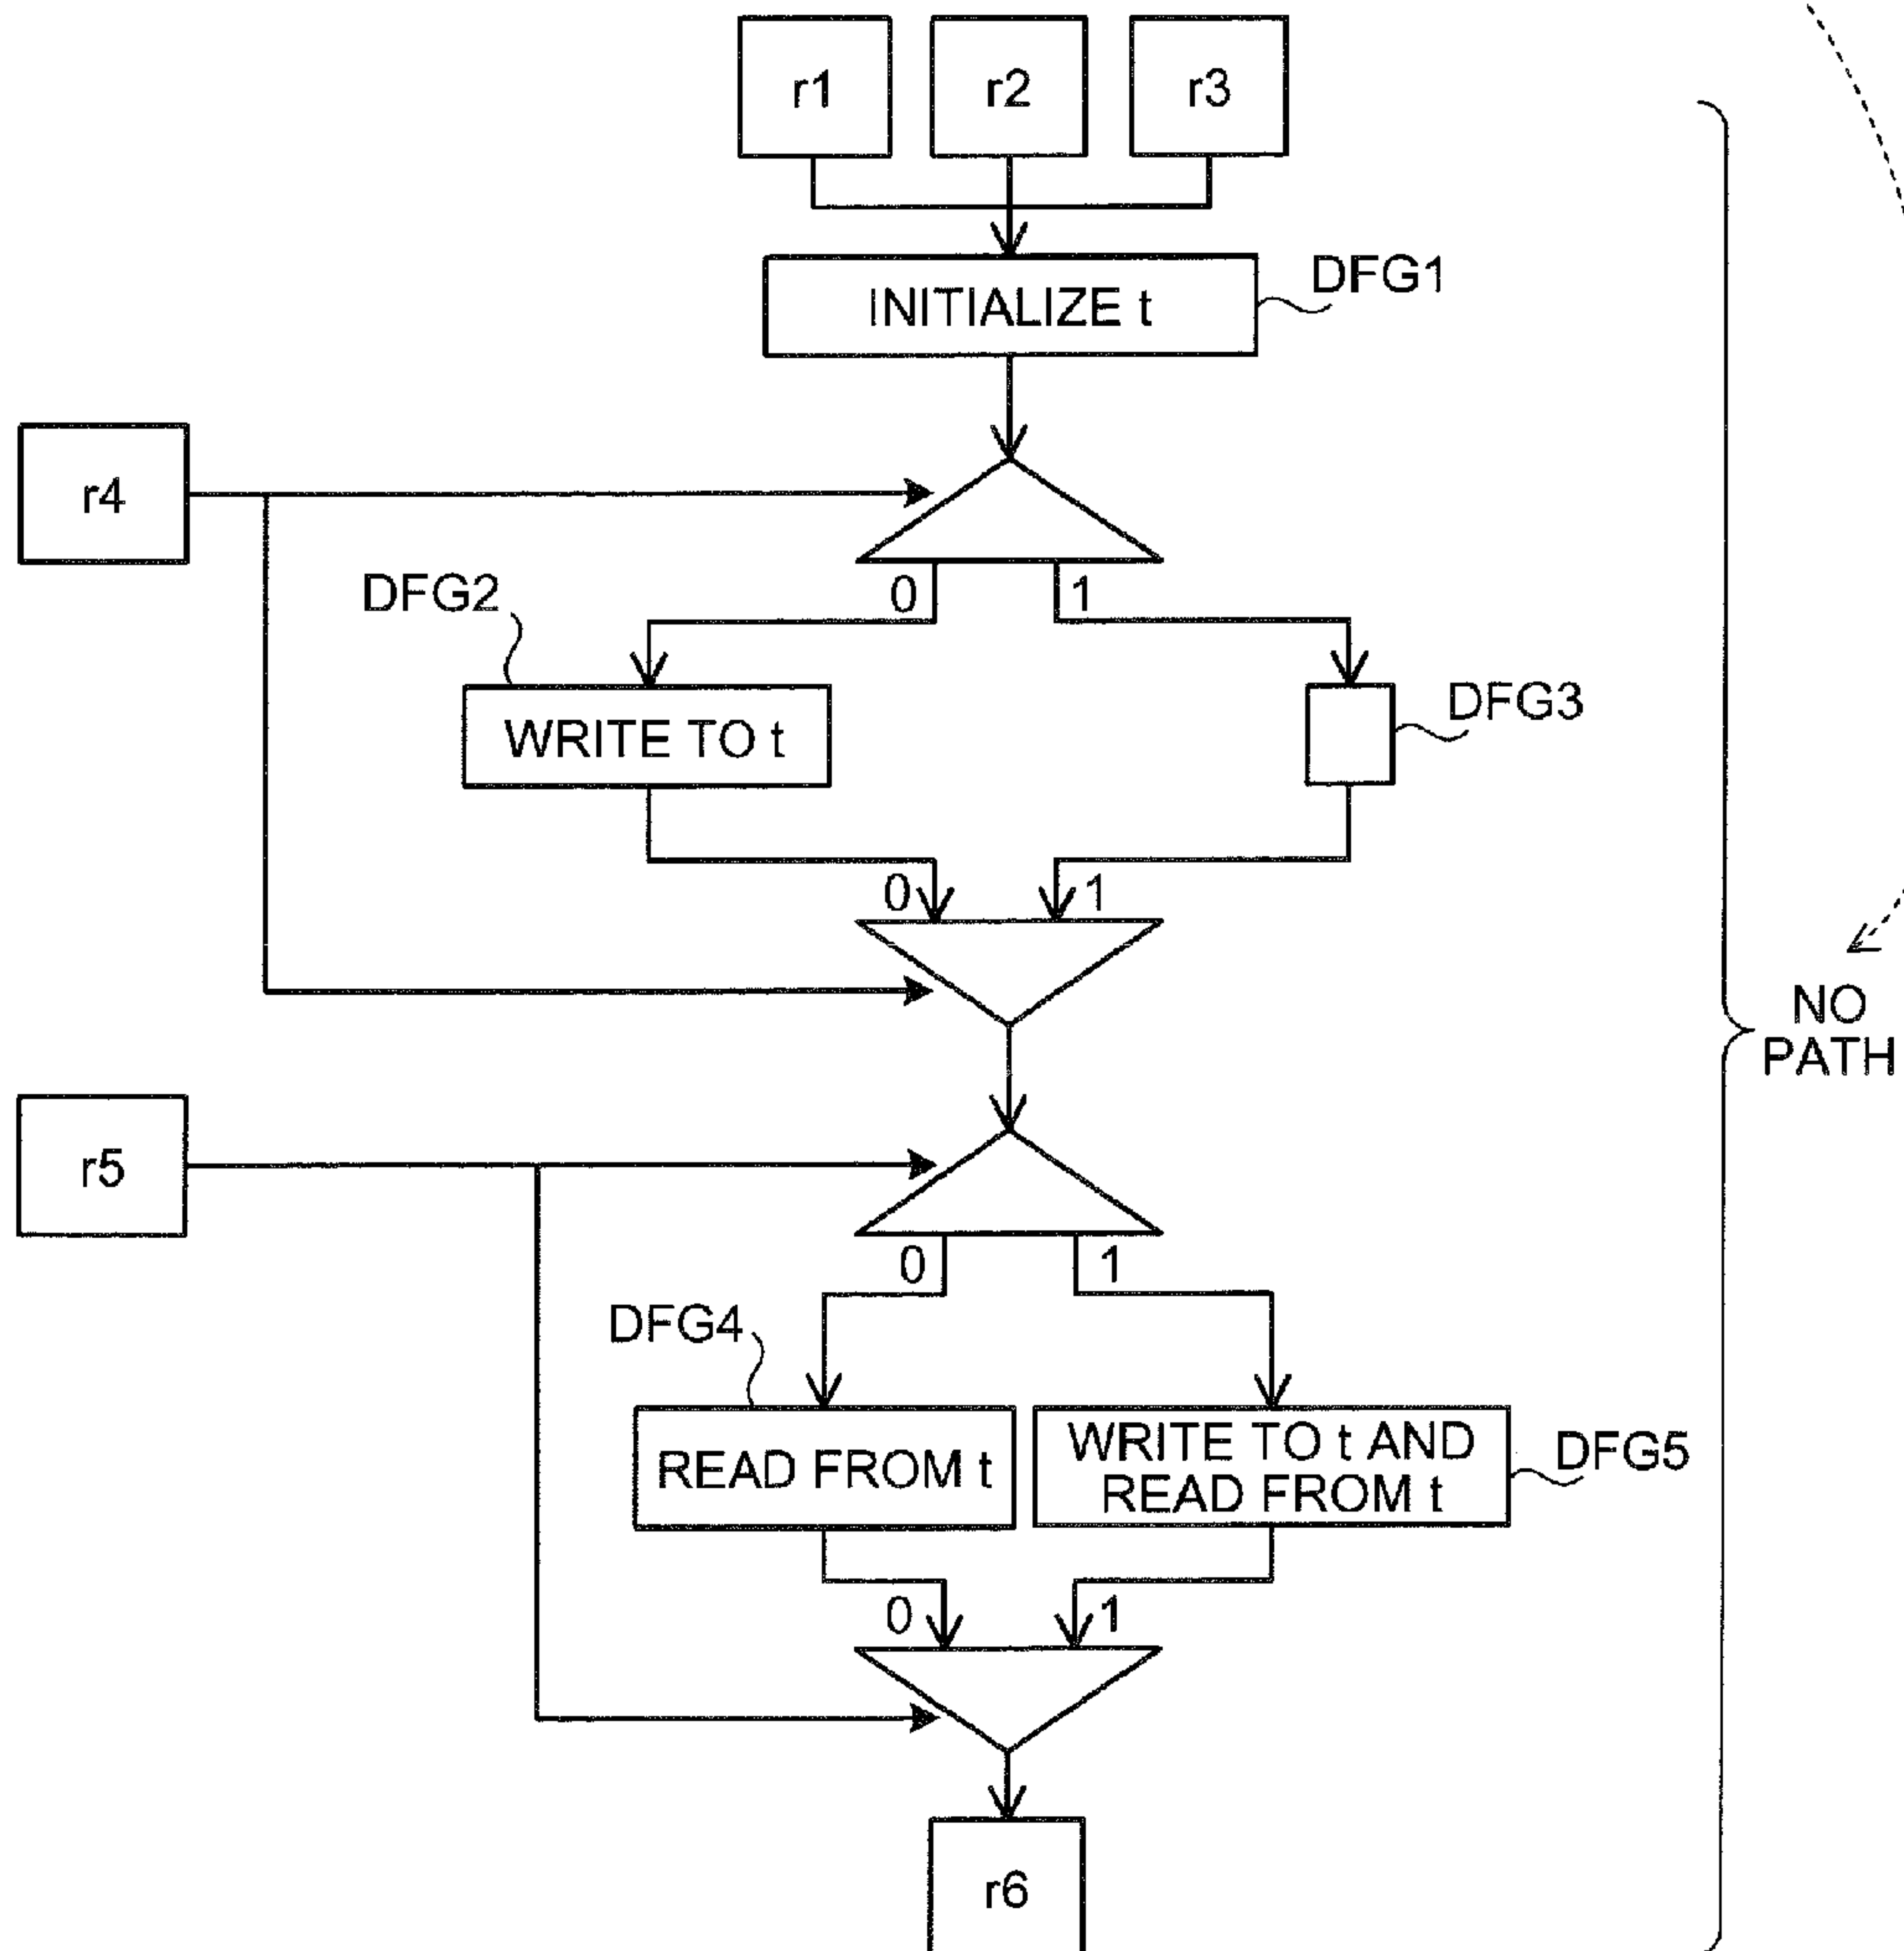 r1
r2
r3
INITIALIZE t
DFG1
r4
0
1
DFG2
WRITE TO t
DFG3
0
1
NO
PATH
r5
0
1
DFG4
READ FROM t
WRITE TO t AND
READ FROM t
DFG5
0
1
r6